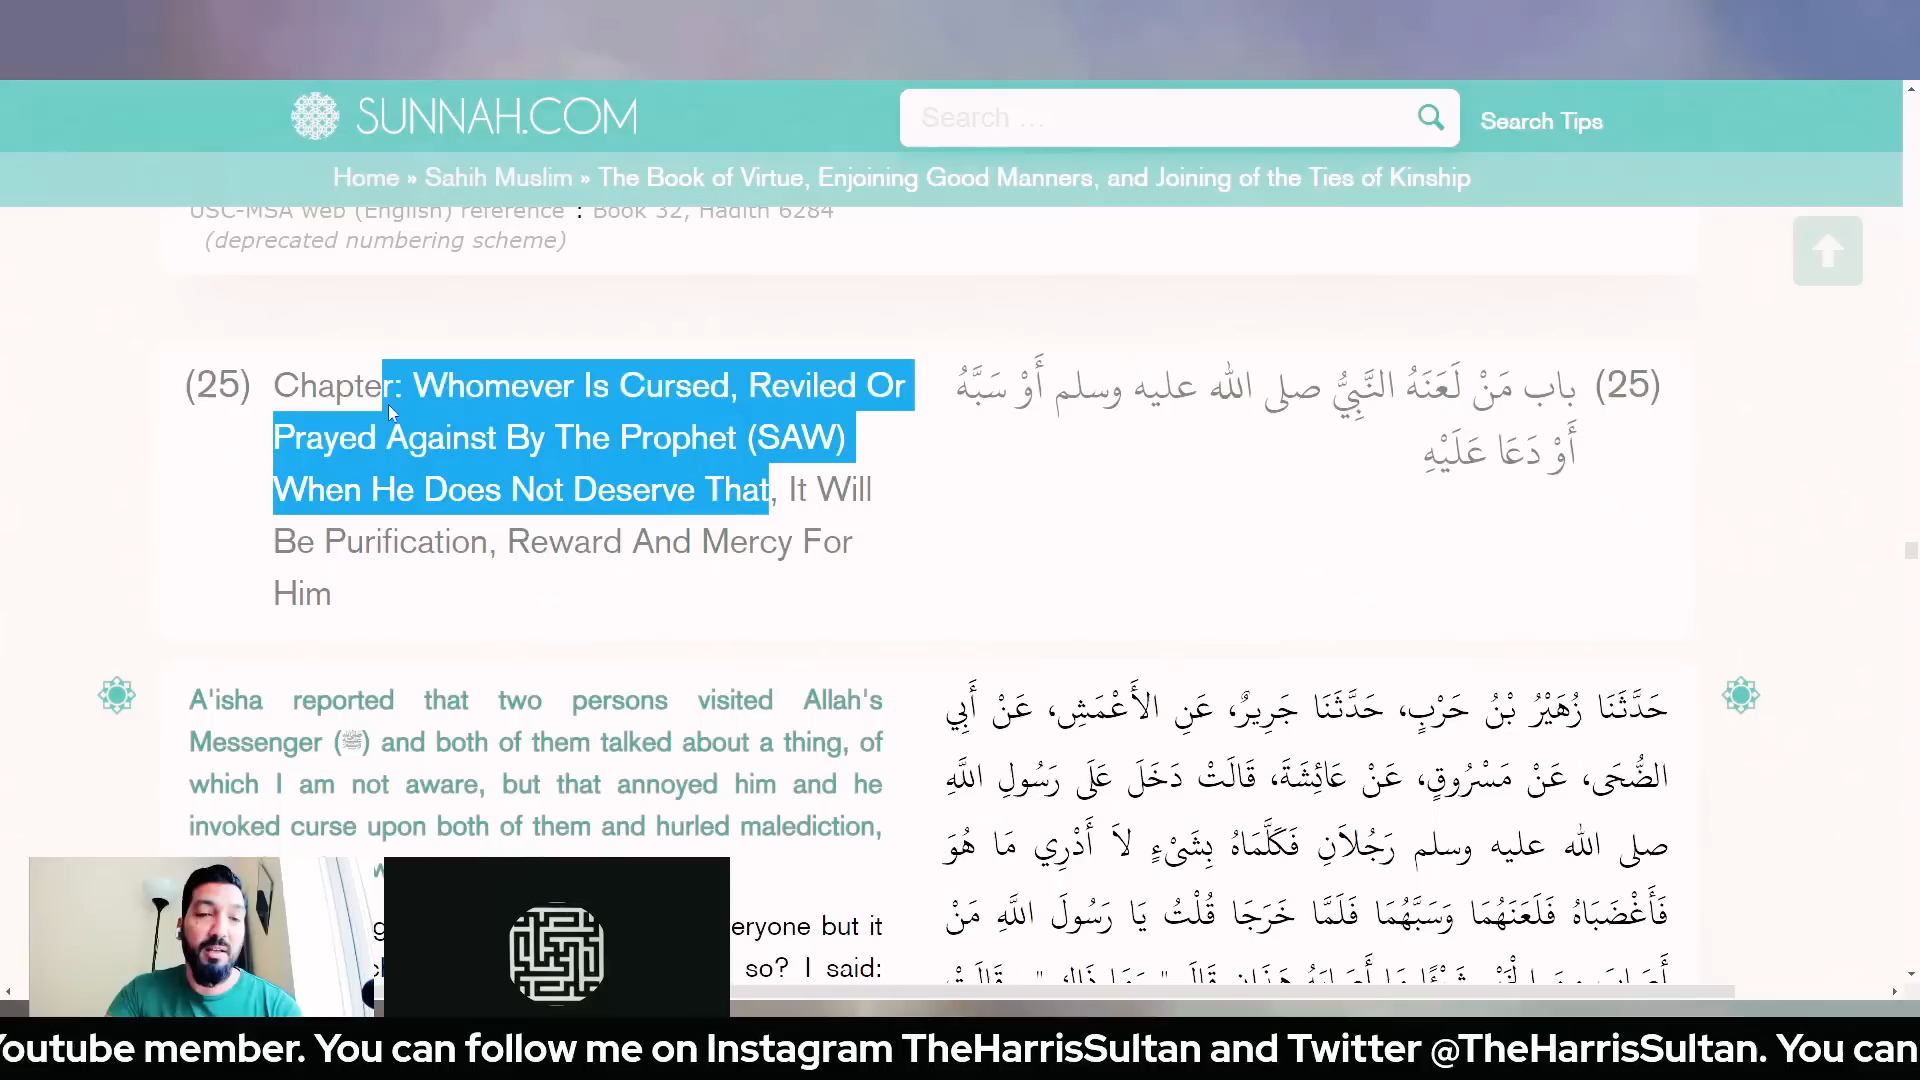 SUNNAH.COM
Search ...
Search Tips
Home » Sahih Muslim » The Book of Virtue, Enjoining Good Manners, and Joining of the Ties of Kinship
USC-MSA web (English) reference : Book 32, Hadith 6284
(deprecated numbering scheme)
(25) Chapter: Whomever Is Cursed, Reviled Or
Prayed Against By The Prophet (SAW)
When He Does Not Deserve That, It Will
Be Purification, Reward And Mercy For
Him
(25) باب مَنْ لَعَنَهُ النَّبِيُّ صلى الله عليه وسلم أَوْ سَبَّهُ
أَوْ دَعَا عَلَيْهِ
A'isha reported that two persons visited Allah's
Messenger (ﷺ) and both of them talked about a thing, of
which I am not aware, but that annoyed him and he
invoked curse upon both of them and hurled malediction,
eryone but it
so? I said:
حَدَّثَنَا زُهَيْرُ بْنُ حَرْبٍ، حَدَّثَنَا جَرِيرٌ، عَنِ الأَعْمَشِ، عَنْ أَبِي
الضُّحَى، عَنْ مَسْرُوقٍ، عَنْ عَائِشَةَ، قَالَتْ دَخَلَ عَلَى رَسُولِ اللَّهِ
صلى الله عليه وسلم رَجُلاَنِ فَكَلَّمَاهُ بِشَىْءٍ لاَ أَدْرِي مَا هُوَ
فَأَغْضَبَاهُ فَلَعَنَهُمَا وَسَبَّهُمَا فَلَمَّا خَرَجَا قُلْتُ يَا رَسُولَ اللَّهِ مَنْ
Youtube member. You can follow me on Instagram TheHarrisSultan and Twitter @TheHarrisSultan. You can